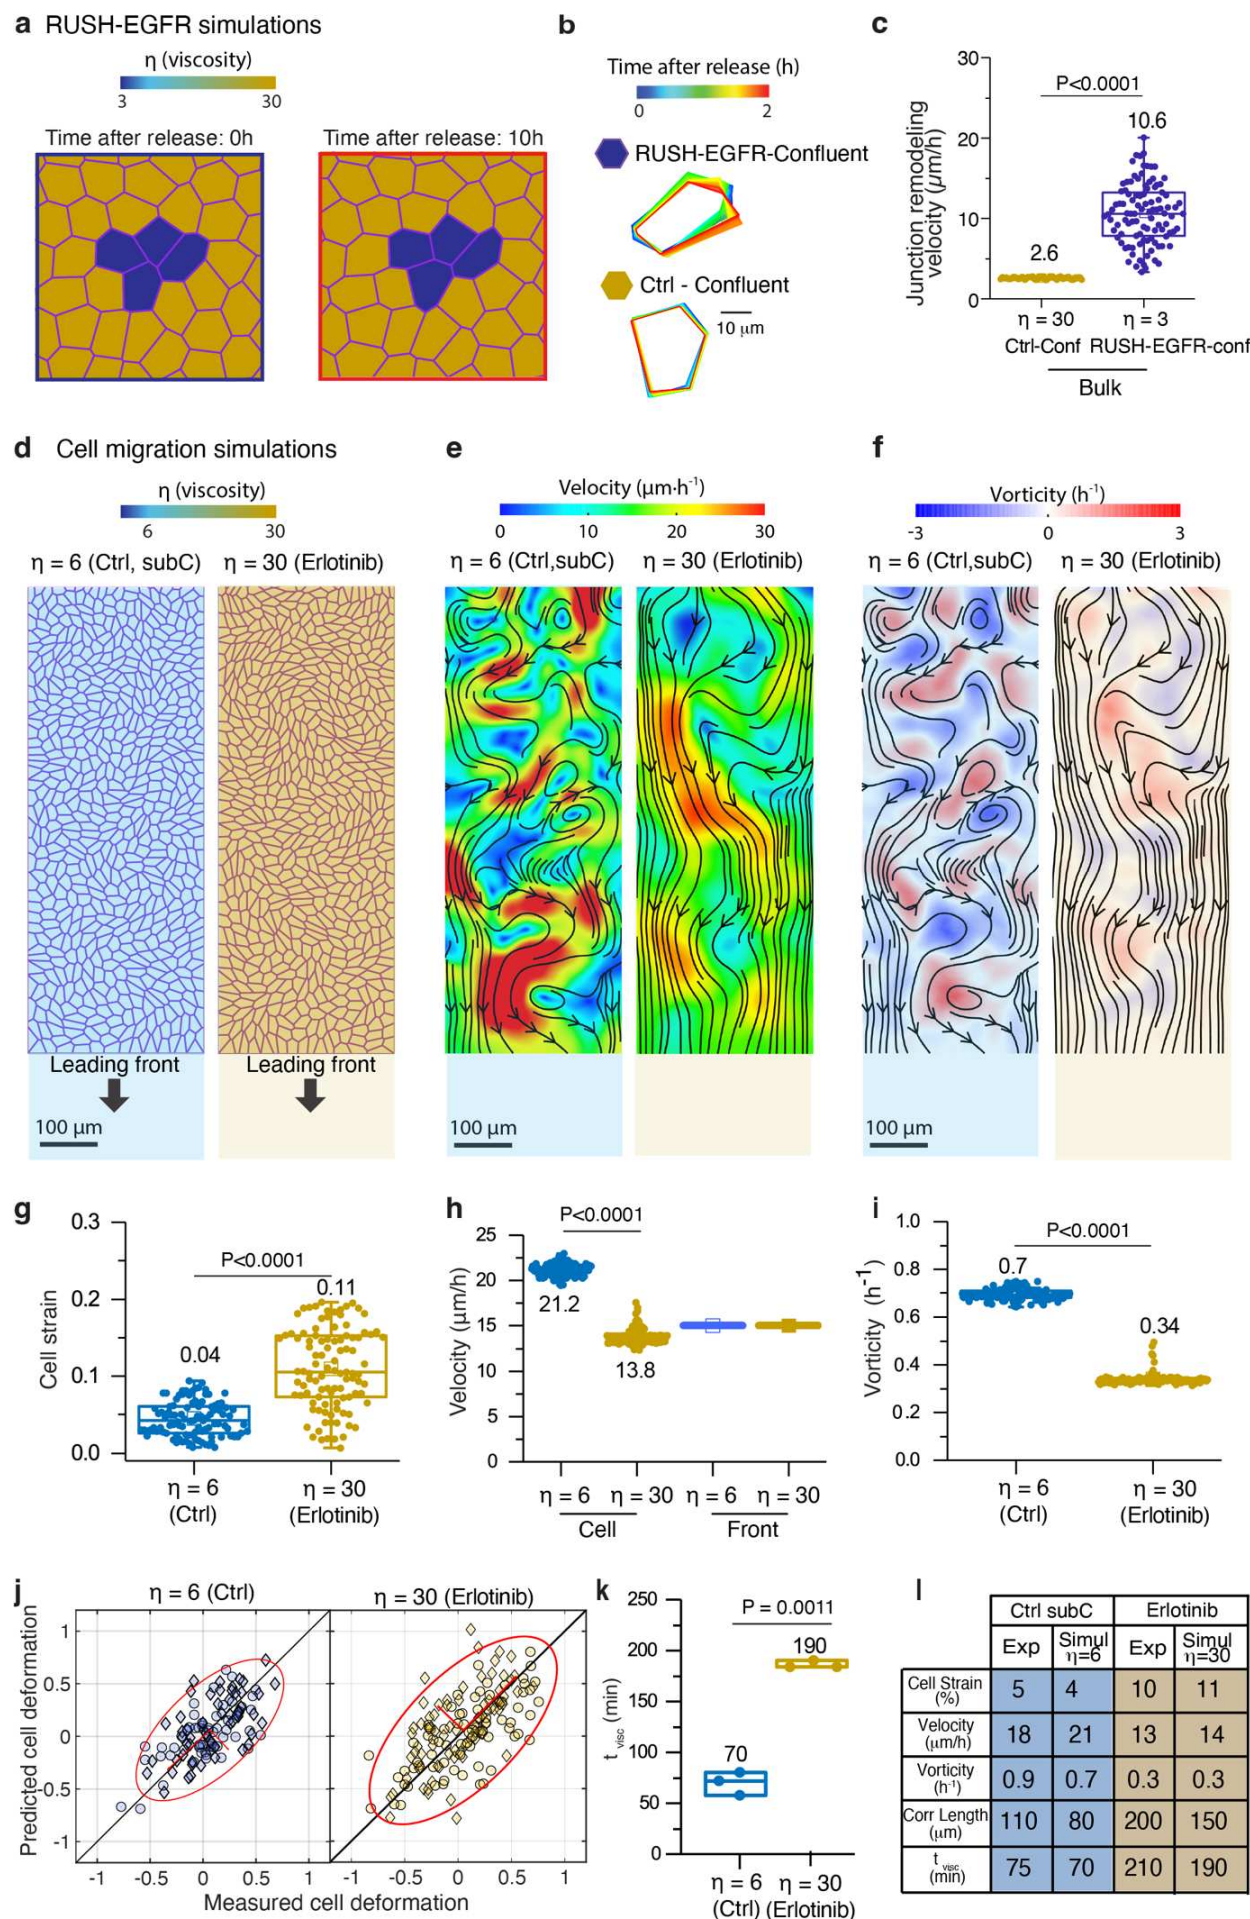 a RUSH-EGFR simulations
η (viscosity)
3 30
Time after release: 0h Time after release: 10h
b
Time after release (h)
0 2
RUSH-EGFR-Confluent
Ctrl - Confluent
10 μm
c
Junction remodeling
velocity (μm/h)
30
20
10
0
P<0.0001
10.6
2.6
η = 30 η = 3
Ctrl-Conf RUSH-EGFR-conf
Bulk
d Cell migration simulations
η (viscosity)
6 30
η = 6 (Ctrl, subC) η = 30 (Erlotinib)
Leading front Leading front
100 μm
e
Velocity (μm·h⁻¹)
0 10 20 30
η = 6 (Ctrl,subC) η = 30 (Erlotinib)
100 μm
f
Vorticity (h⁻¹)
-3 0 3
η = 6 (Ctrl,subC) η = 30 (Erlotinib)
100 μm
g
Cell strain
0.3
0.2
0.1
0.0
P<0.0001
0.11
0.04
η = 6 η = 30
(Ctrl) (Erlotinib)
h
Velocity (μm/h)
25
20
15
10
5
0
P<0.0001
21.2
13.8
η = 6 η = 30 η = 6 η = 30
Cell Front
i
Vorticity (h⁻¹)
1.0
0.8
0.6
0.4
0.2
0.0
P<0.0001
0.7
0.34
η = 6 η = 30
(Ctrl) (Erlotinib)
j
η = 6 (Ctrl) η = 30 (Erlotinib)
Predicted cell deformation
1
0.5
0
-0.5
-1
-1 -0.5 0 0.5 1 -1 -0.5 0 0.5 1
Measured cell deformation
k
t visc (min)
250
200
150
100
50
0
P = 0.0011
190
70
η = 6 η = 30
(Ctrl) (Erlotinib)
l
Ctrl subC Erlotinib
Exp Simul η=6 Exp Simul η=30
Cell Strain (%) 5 4 10 11
Velocity (μm/h) 18 21 13 14
Vorticity (h⁻¹) 0.9 0.7 0.3 0.3
Corr Length (μm) 110 80 200 150
t visc (min) 75 70 210 190